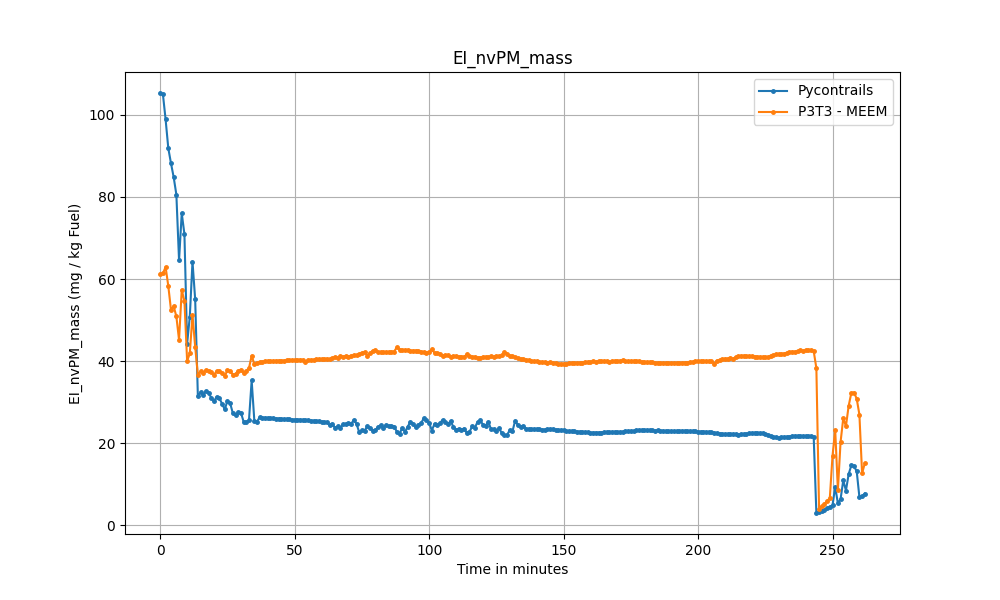 EI_nvPM_mass
Pycontrails
P3T3 - MEEM
EI_nvPM_mass (mg / kg Fuel)
100
80
60
40
20
0
0 50 100 150 200 250
Time in minutes